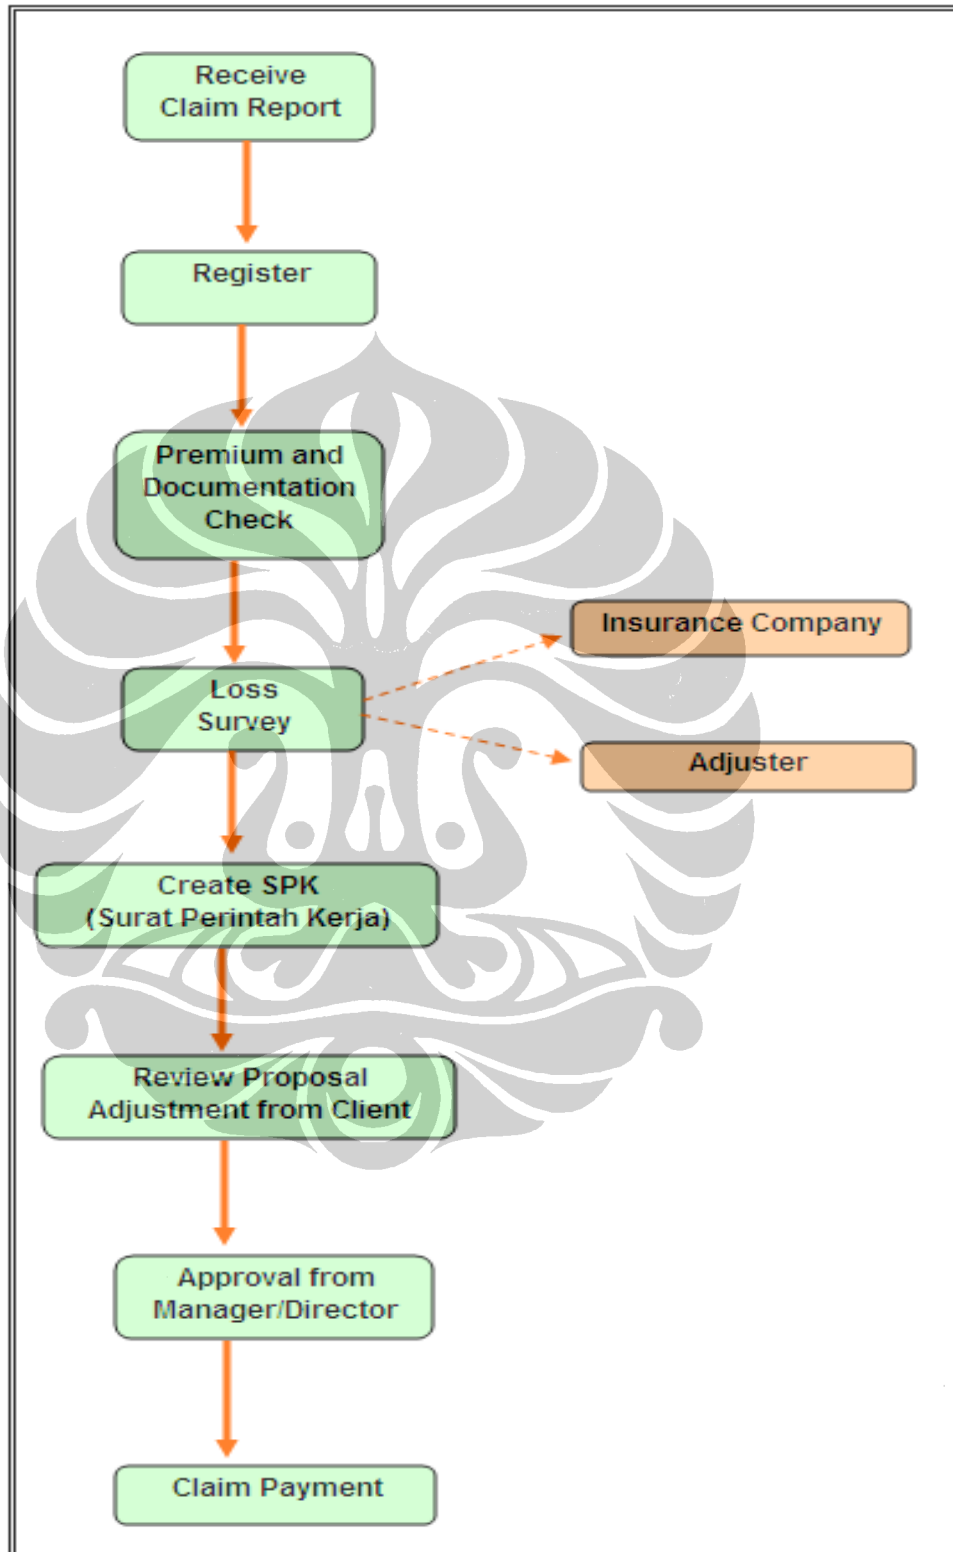 Receive
Claim Report
Register
Premium and
Documentation
Check
Loss
Survey
Insurance Company
Adjuster
Create SPK
(Surat Perintah Kerja)
Review Proposal
Adjustment from Client
Approval from
Manager/Director
Claim Payment